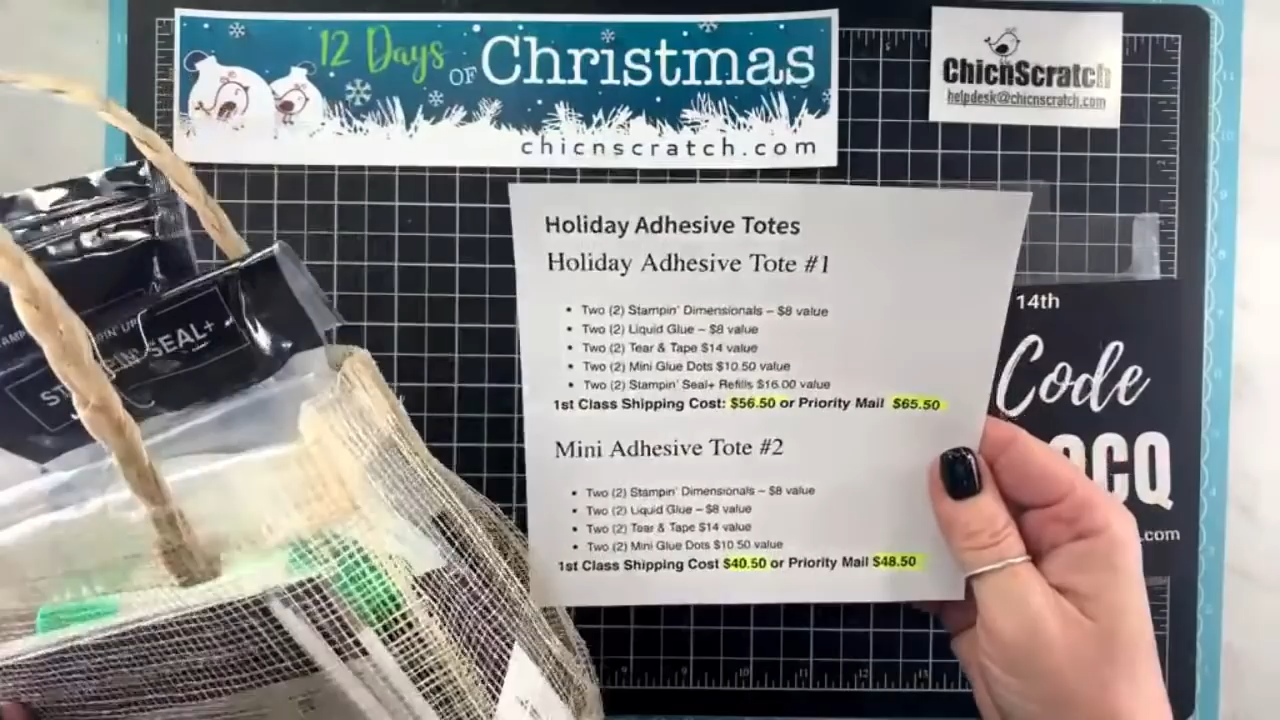 12 Days OF Christmas
chicnscratch.com
ChicnScratch
helpdesk@chicnscratch.com
Holiday Adhesive Totes
Holiday Adhesive Tote #1
• Two (2) Stampin' Dimensionals – $8 value
• Two (2) Liquid Glue – $8 value
• Two (2) Tear & Tape $14 value
• Two (2) Mini Glue Dots $10.50 value
• Two (2) Stampin' Seal+ Refills $16.00 value
1st Class Shipping Cost: $56.50 or Priority Mail $65.50
Mini Adhesive Tote #2
• Two (2) Stampin' Dimensionals – $8 value
• Two (2) Liquid Glue – $8 value
• Two (2) Tear & Tape $14 value
• Two (2) Mini Glue Dots $10.50 value
1st Class Shipping Cost $40.50 or Priority Mail $48.50
14th
Code
CQ
.com
SEAL+